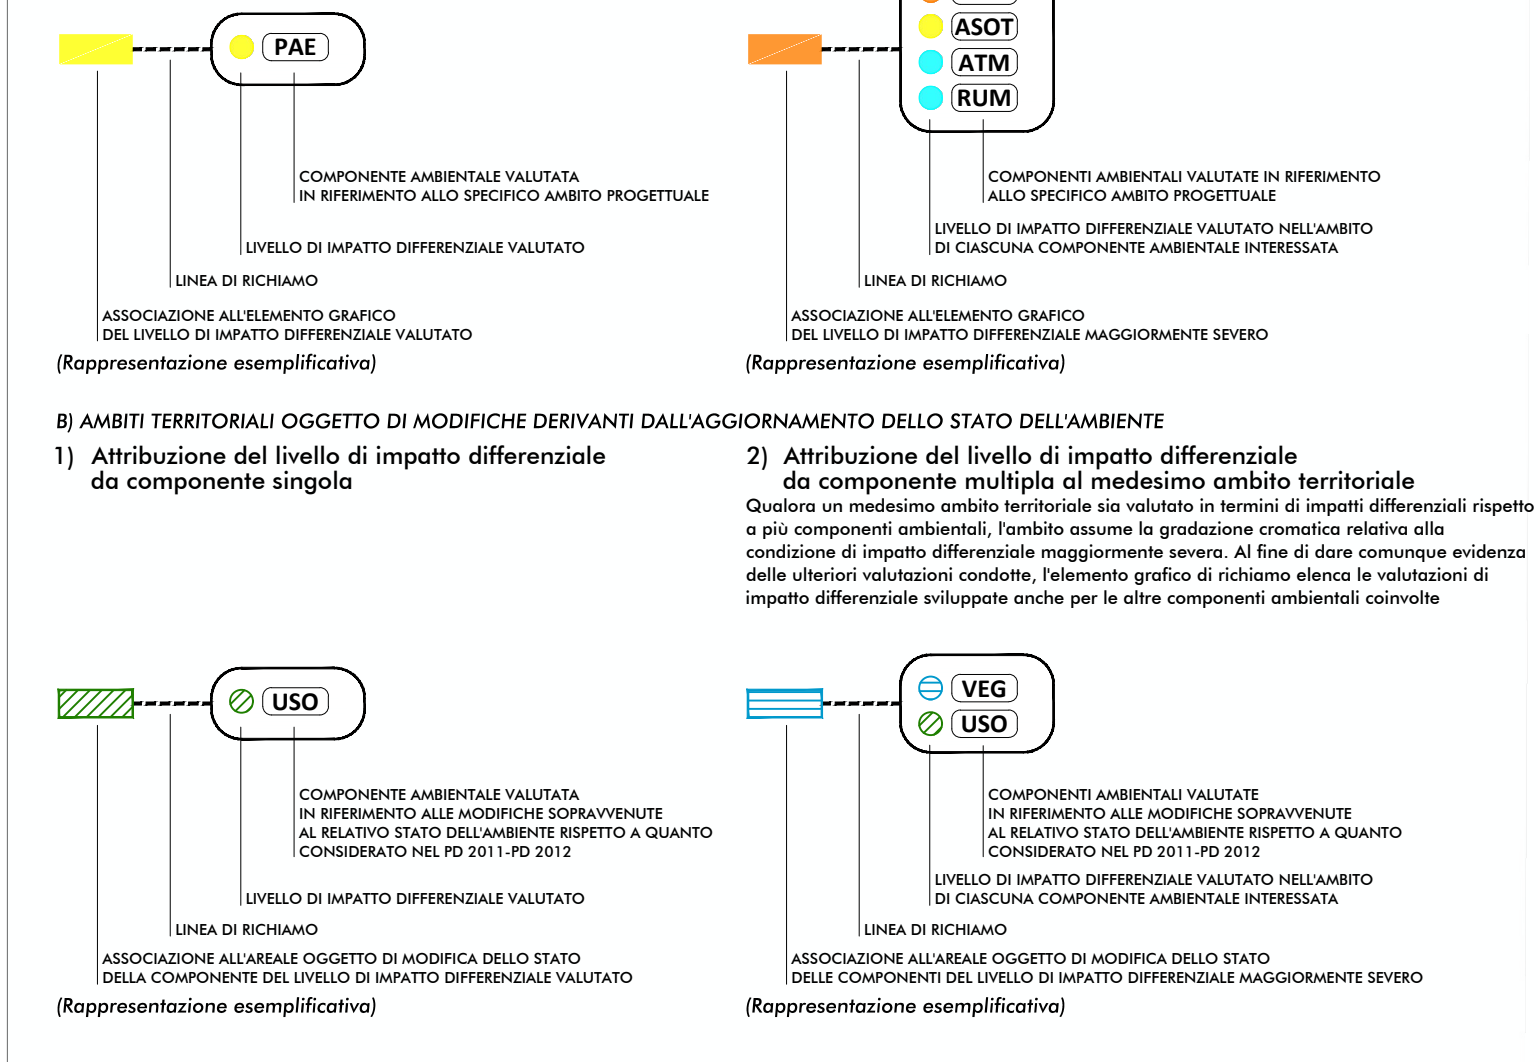 PAE
COMPONENTE AMBIENTALE VALUTATA
IN RIFERIMENTO ALLO SPECIFICO AMBITO PROGETTUALE
LIVELLO DI IMPATTO DIFFERENZIALE VALUTATO
LINEA DI RICHIAMO
ASSOCIAZIONE ALL'ELEMENTO GRAFICO
DEL LIVELLO DI IMPATTO DIFFERENZIALE VALUTATO
(Rappresentazione esemplificativa)
ASOT
ATM
RUM
COMPONENTI AMBIENTALI VALUTATE IN RIFERIMENTO
ALLO SPECIFICO AMBITO PROGETTUALE
LIVELLO DI IMPATTO DIFFERENZIALE VALUTATO NELL'AMBITO
DI CIASCUNA COMPONENTE AMBIENTALE INTERESSATA
LINEA DI RICHIAMO
ASSOCIAZIONE ALL'ELEMENTO GRAFICO
DEL LIVELLO DI IMPATTO DIFFERENZIALE MAGGIORMENTE SEVERO
(Rappresentazione esemplificativa)
B) AMBITI TERRITORIALI OGGETTO DI MODIFICHE DERIVANTI DALL'AGGIORNAMENTO DELLO STATO DELL'AMBIENTE
1) Attribuzione del livello di impatto differenziale
da componente singola
USO
COMPONENTE AMBIENTALE VALUTATA
IN RIFERIMENTO ALLE MODIFICHE SOPRAVVENUTE
AL RELATIVO STATO DELL'AMBIENTE RISPETTO A QUANTO
CONSIDERATO NEL PD 2011-PD 2012
LIVELLO DI IMPATTO DIFFERENZIALE VALUTATO
LINEA DI RICHIAMO
ASSOCIAZIONE ALL'AREALE OGGETTO DI MODIFICA DELLO STATO
DELLA COMPONENTE DEL LIVELLO DI IMPATTO DIFFERENZIALE VALUTATO
(Rappresentazione esemplificativa)
2) Attribuzione del livello di impatto differenziale
da componente multipla al medesimo ambito territoriale
Qualora un medesimo ambito territoriale sia valutato in termini di impatti differenziali rispetto
a più componenti ambientali, l'ambito assume la gradazione cromatica relativa alla
condizione di impatto differenziale maggiormente severa. Al fine di dare comunque evidenza
delle ulteriori valutazioni condotte, l'elemento grafico di richiamo elenca le valutazioni di
impatto differenziale sviluppate anche per le altre componenti ambientali coinvolte
VEG
USO
COMPONENTI AMBIENTALI VALUTATE
IN RIFERIMENTO ALLE MODIFICHE SOPRAVVENUTE
AL RELATIVO STATO DELL'AMBIENTE RISPETTO A QUANTO
CONSIDERATO NEL PD 2011-PD 2012
LIVELLO DI IMPATTO DIFFERENZIALE VALUTATO NELL'AMBITO
DI CIASCUNA COMPONENTE AMBIENTALE INTERESSATA
LINEA DI RICHIAMO
ASSOCIAZIONE ALL'AREALE OGGETTO DI MODIFICA DELLO STATO
DELLE COMPONENTI DEL LIVELLO DI IMPATTO DIFFERENZIALE MAGGIORMENTE SEVERO
(Rappresentazione esemplificativa)